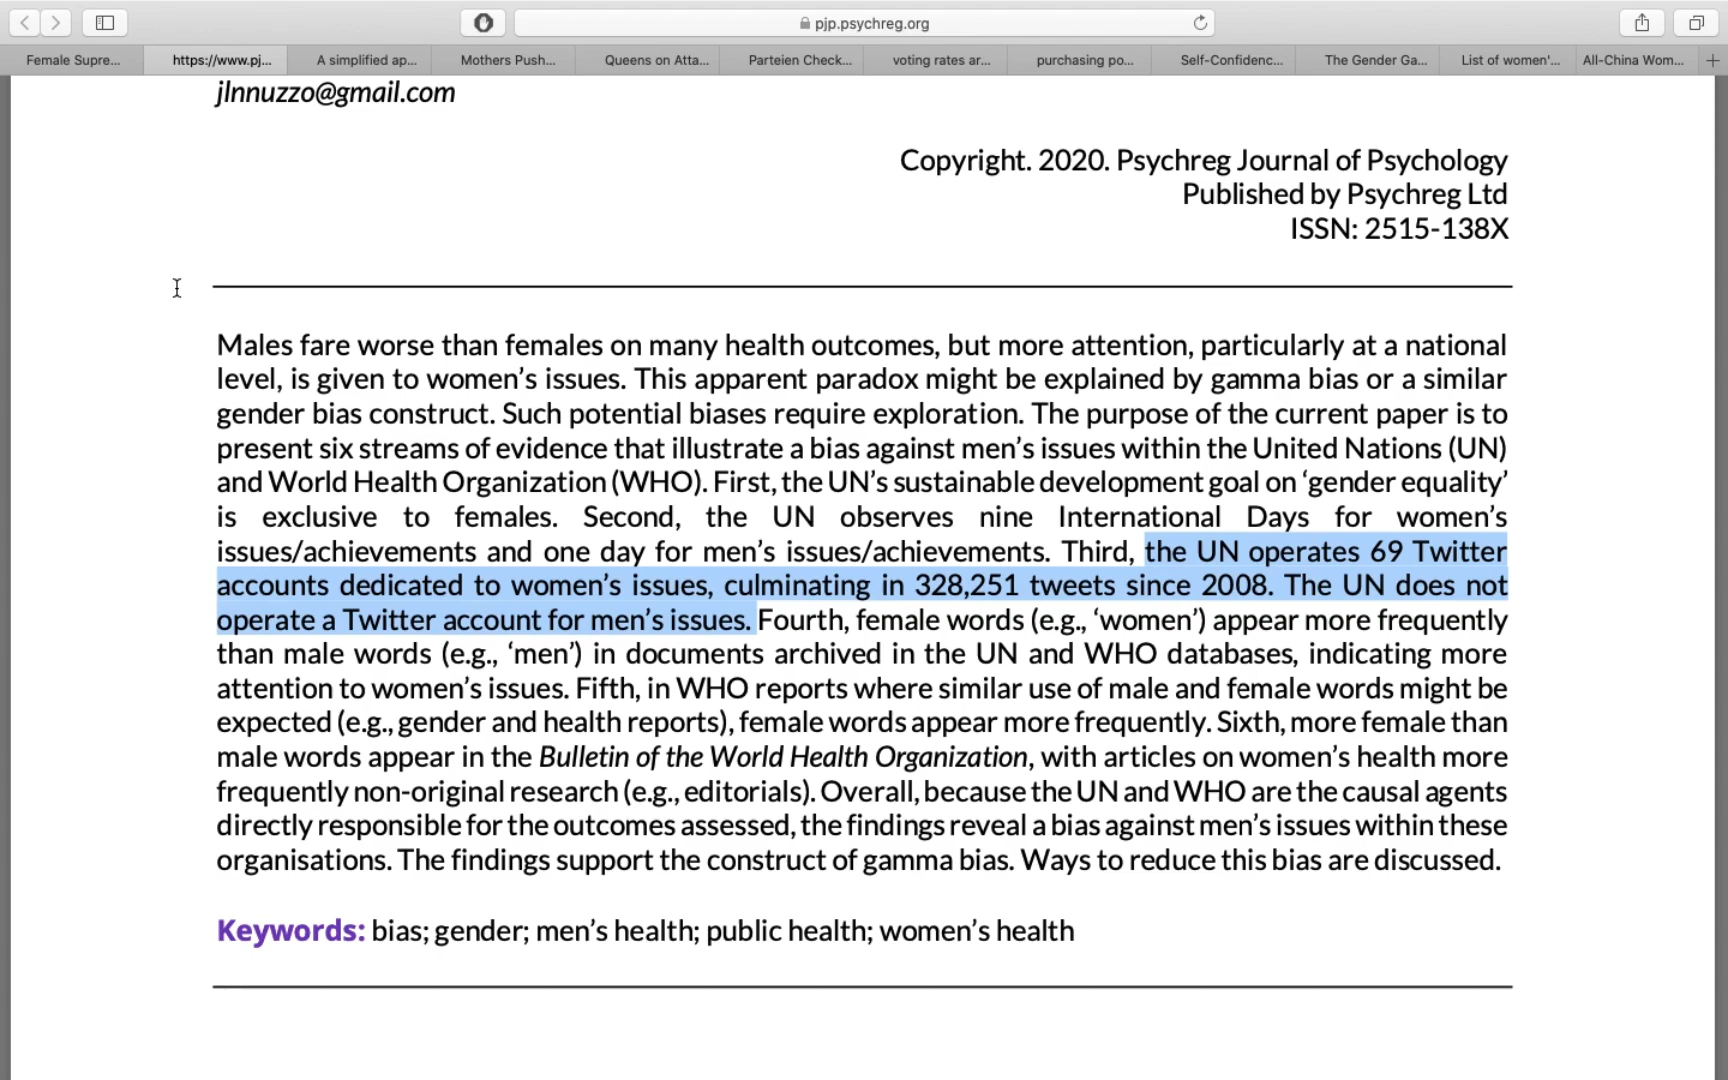 pjp.psychreg.org
Female Supre...
https://www.pj...
A simplified ap...
Mothers Push...
Queens on Atta...
Parteien Check...
voting rates ar...
purchasing po...
Self-Confidenc...
The Gender Ga...
List of women'...
All-China Wom...
jlnnuzzo@gmail.com
Copyright. 2020. Psychreg Journal of Psychology
Published by Psychreg Ltd
ISSN: 2515-138X
Males fare worse than females on many health outcomes, but more attention, particularly at a national
level, is given to women’s issues. This apparent paradox might be explained by gamma bias or a similar
gender bias construct. Such potential biases require exploration. The purpose of the current paper is to
present six streams of evidence that illustrate a bias against men’s issues within the United Nations (UN)
and World Health Organization (WHO). First, the UN’s sustainable development goal on ‘gender equality’
is exclusive to females. Second, the UN observes nine International Days for women’s
issues/achievements and one day for men’s issues/achievements. Third, the UN operates 69 Twitter
accounts dedicated to women’s issues, culminating in 328,251 tweets since 2008. The UN does not
operate a Twitter account for men’s issues. Fourth, female words (e.g., ‘women’) appear more frequently
than male words (e.g., ‘men’) in documents archived in the UN and WHO databases, indicating more
attention to women’s issues. Fifth, in WHO reports where similar use of male and female words might be
expected (e.g., gender and health reports), female words appear more frequently. Sixth, more female than
male words appear in the Bulletin of the World Health Organization, with articles on women’s health more
frequently non-original research (e.g., editorials). Overall, because the UN and WHO are the causal agents
directly responsible for the outcomes assessed, the findings reveal a bias against men’s issues within these
organisations. The findings support the construct of gamma bias. Ways to reduce this bias are discussed.
Keywords: bias; gender; men’s health; public health; women’s health